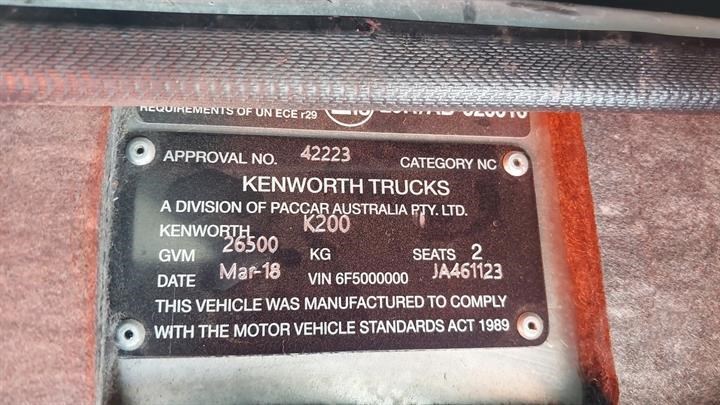 REQUIREMENTS OF UN ECE r29
APPROVAL NO. 42223 CATEGORY NC
KENWORTH TRUCKS
A DIVISION OF PACCAR AUSTRALIA PTY. LTD.
KENWORTH K200
GVM 26500 KG SEATS 2
DATE Mar-18 VIN 6F5000000 JA461123
THIS VEHICLE WAS MANUFACTURED TO COMPLY
WITH THE MOTOR VEHICLE STANDARDS ACT 1989